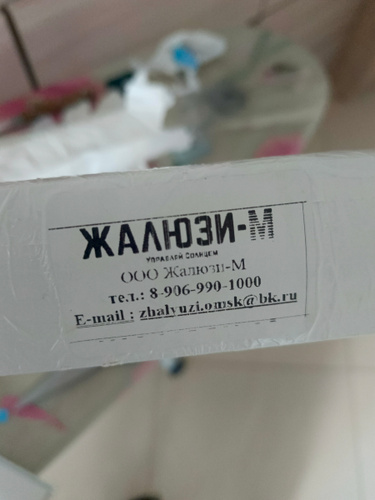 ЖАЛЮЗИ-М
УПРАВЛЯЙ СОЛНЦЕМ
ООО Жалюзи-М
тел.: 8-906-990-1000
E-mail : zhalyuzi.omsk@bk.ru